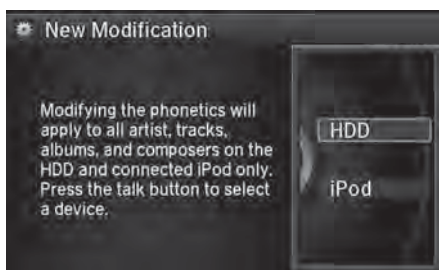 New Modification
Modifying the phonetics will
apply to all artist, tracks,
albums, and composers on the
HDD and connected iPod only.
Press the talk button to select
a device.
HDD
iPod